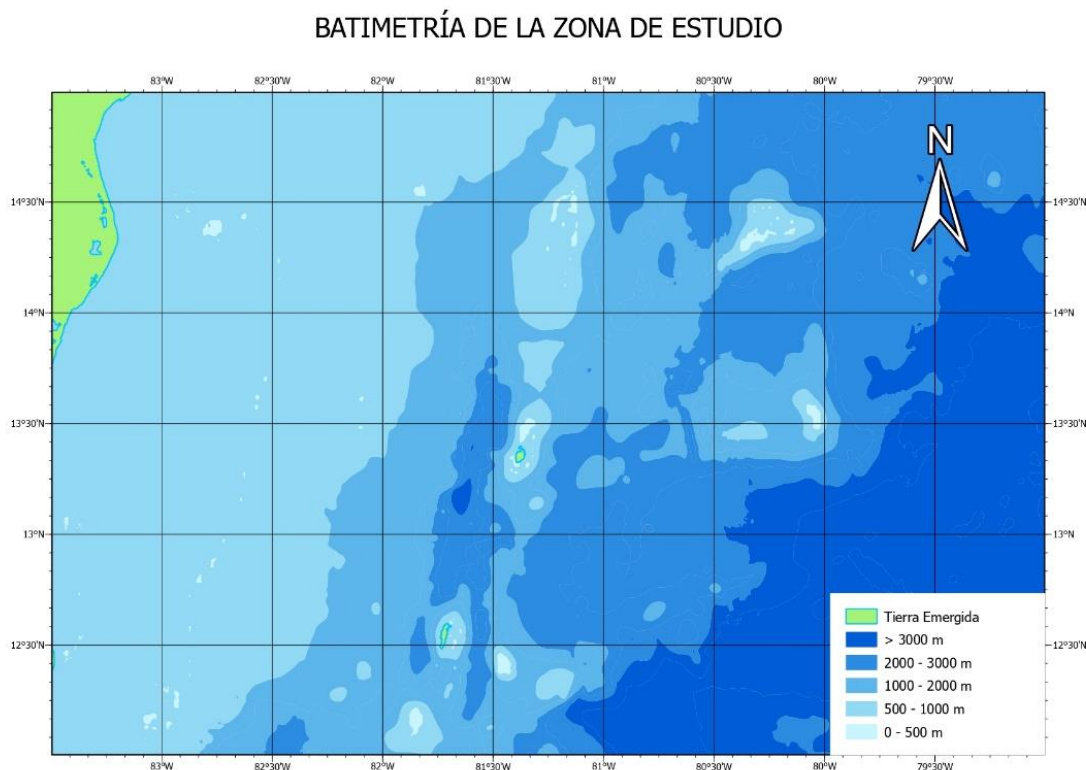 BATIMETRÍA DE LA ZONA DE ESTUDIO
83°W 82°30'W 82°W 81°30'W 81°W 80°30'W 80°W 79°30'W
N
14°30'N 14°30'N
14°N 14°N
13°30'N 13°30'N
13°N 13°N
12°30'N 12°30'N
Tierra Emergida
> 3000 m
2000 - 3000 m
1000 - 2000 m
500 - 1000 m
0 - 500 m
83°W 82°30'W 82°W 81°30'W 81°W 80°30'W 80°W 79°30'W